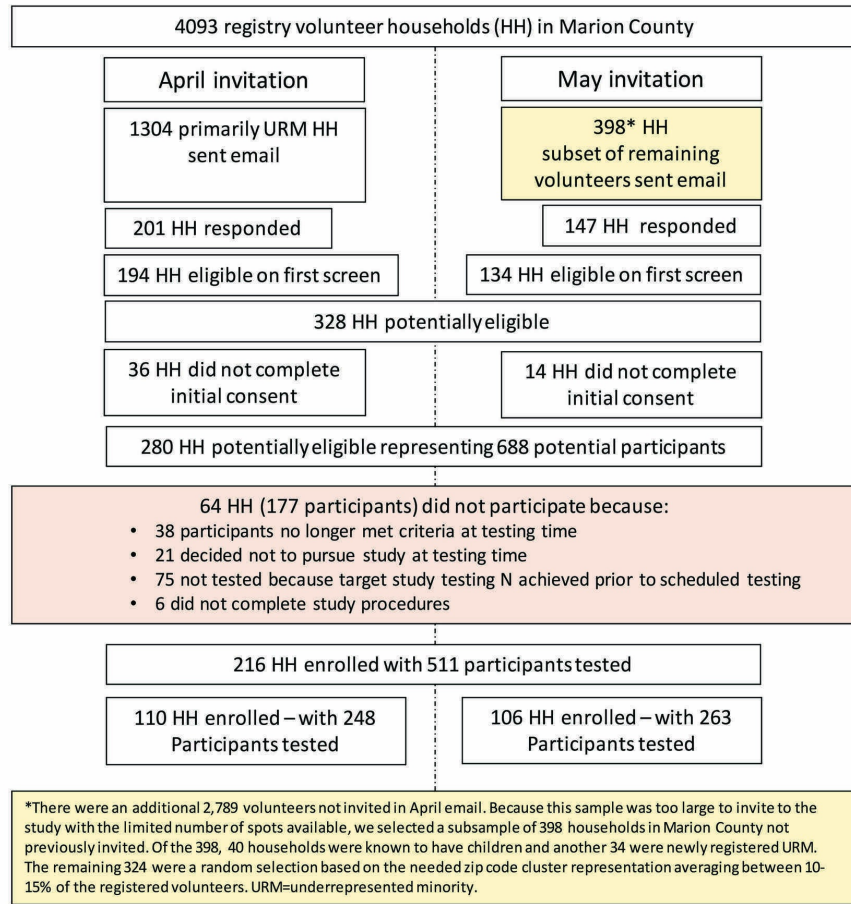 4093 registry volunteer households (HH) in Marion County
April invitation
May invitation
1304 primarily URM HH
sent email
398* HH
subset of remaining
volunteers sent email
201 HH responded
147 HH responded
194 HH eligible on first screen
134 HH eligible on first screen
328 HH potentially eligible
36 HH did not complete
initial consent
14 HH did not complete
initial consent
280 HH potentially eligible representing 688 potential participants
64 HH (177 participants) did not participate because:
• 38 participants no longer met criteria at testing time
• 21 decided not to pursue study at testing time
• 75 not tested because target study testing N achieved prior to scheduled testing
• 6 did not complete study procedures
216 HH enrolled with 511 participants tested
110 HH enrolled – with 248
Participants tested
106 HH enrolled – with 263
Participants tested
*There were an additional 2,789 volunteers not invited in April email. Because this sample was too large to invite to the
study with the limited number of spots available, we selected a subsample of 398 households in Marion County not
previously invited. Of the 398, 40 households were known to have children and another 34 were newly registered URM.
The remaining 324 were a random selection based on the needed zip code cluster representation averaging between 10-
15% of the registered volunteers. URM=underrepresented minority.